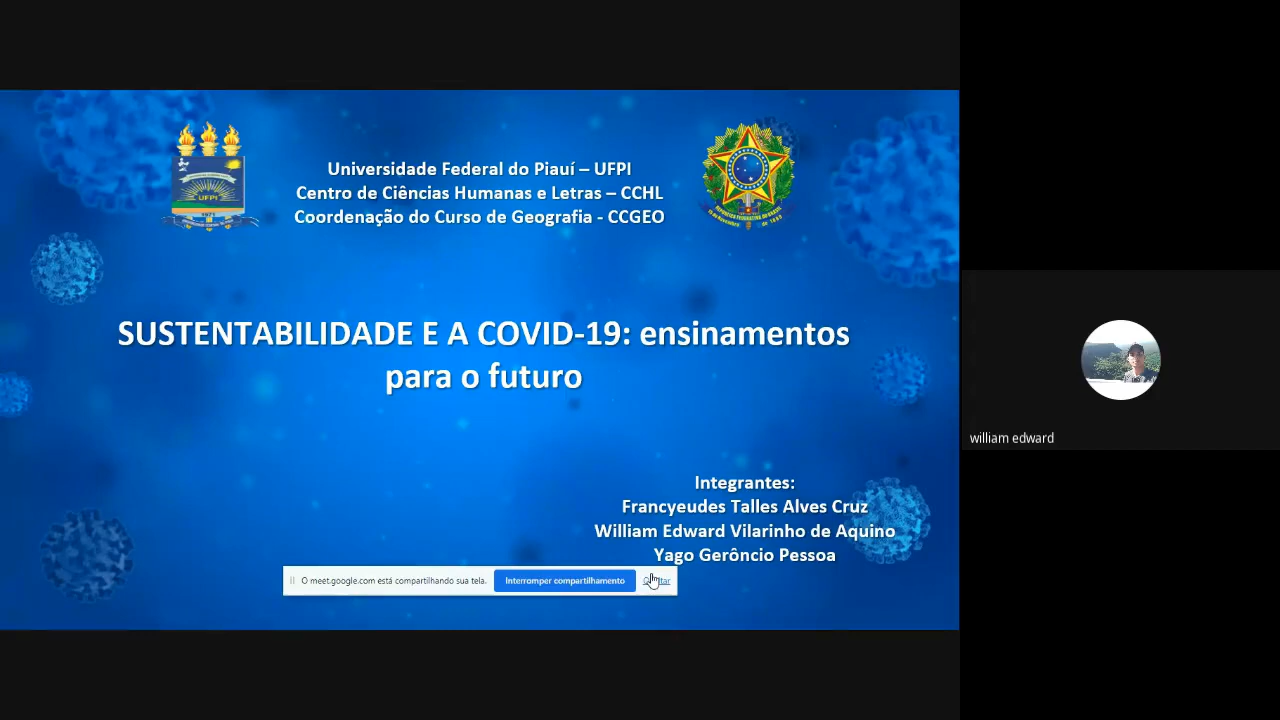 Universidade Federal do Piauí – UFPI
Centro de Ciências Humanas e Letras – CCHL
Coordenação do Curso de Geografia - CCGEO
UFPI
1971
SUSTENTABILIDADE E A COVID-19: ensinamentos
para o futuro
Integrantes:
Francyeudes Talles Alves Cruz
William Edward Vilarinho de Aquino
Yago Gerôncio Pessoa
O meet.google.com está compartilhando sua tela.
Interromper compartilhamento
william edward